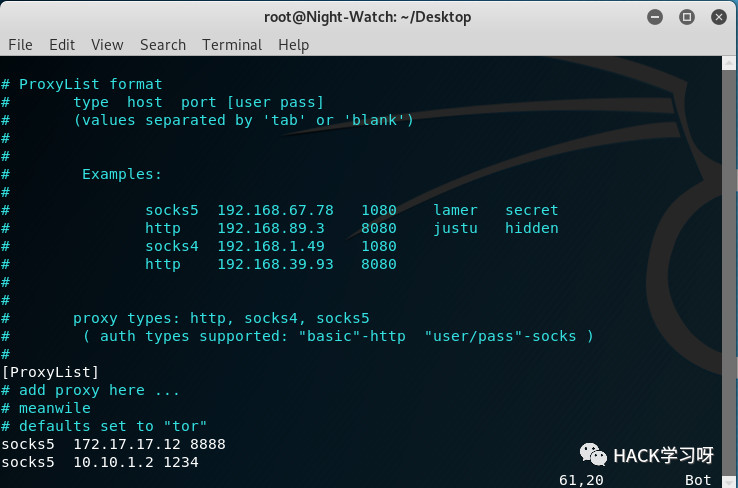 root@Night-Watch: ~/Desktop
File Edit View Search Terminal Help
# ProxyList format
#       type  host  port [user pass]
#       (values separated by 'tab' or 'blank')
#
#
#        Examples:
#
#               socks5  192.168.67.78   1080    lamer   secret
#               http    192.168.89.3    8080    justu   hidden
#               socks4  192.168.1.49    1080
#               http    192.168.39.93   8080
#
#
#       proxy types: http, socks4, socks5
#        ( auth types supported: "basic"-http  "user/pass"-socks )
#
[ProxyList]
# add proxy here ...
# meanwile
# defaults set to "tor"
socks5  172.17.17.12 8888
socks5  10.10.1.2 1234
HACK学习呀
61,20 Bot